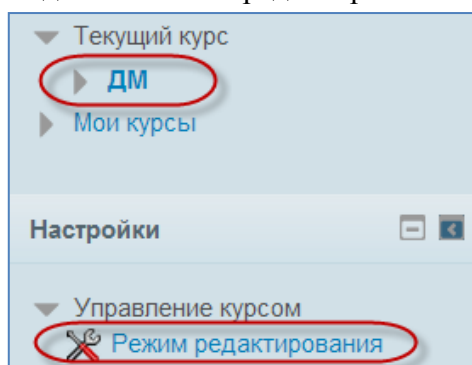 Текущий курс
ДМ
Мои курсы
Настройки
Управление курсом
Режим редактирования